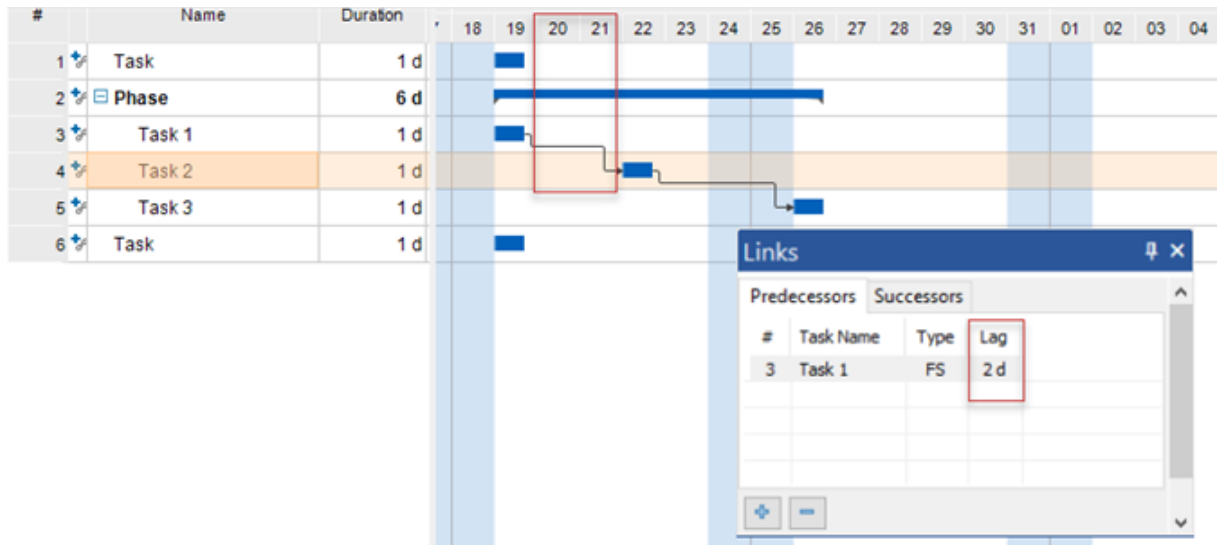 # Name Duration
18 19 20 21 22 23 24 25 26 27 28 29 30 31 01 02 03 04
1 Task 1 d
2 Phase 6 d
3 Task 1 1 d
4 Task 2 1 d
5 Task 3 1 d
6 Task 1 d
Links
Predecessors Successors
# Task Name Type Lag
3 Task 1 FS 2 d